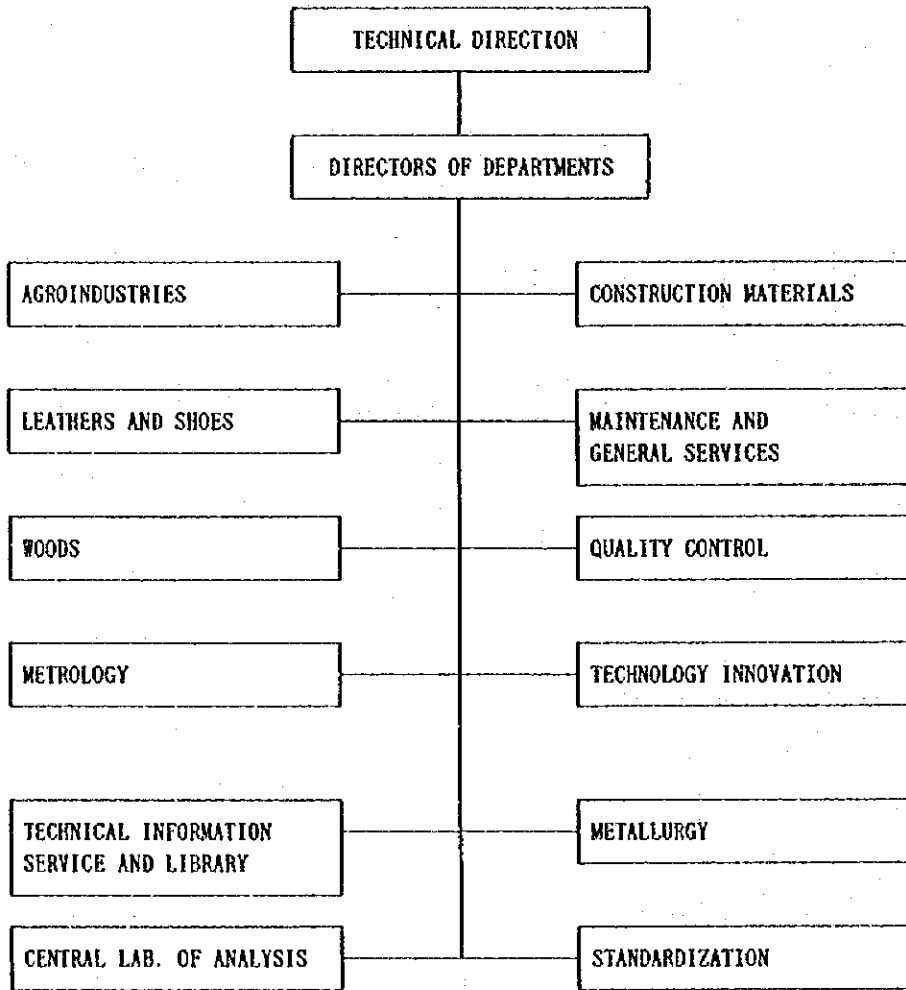 TECHNICAL DIRECTION
DIRECTORS OF DEPARTMENTS
AGROINDUSTRIES
CONSTRUCTION MATERIALS
LEATHERS AND SHOES
MAINTENANCE AND
GENERAL SERVICES
WOODS
QUALITY CONTROL
METROLOGY
TECHNOLOGY INNOVATION
TECHNICAL INFORMATION
SERVICE AND LIBRARY
METALLURGY
CENTRAL LAB. OF ANALYSIS
STANDARDIZATION